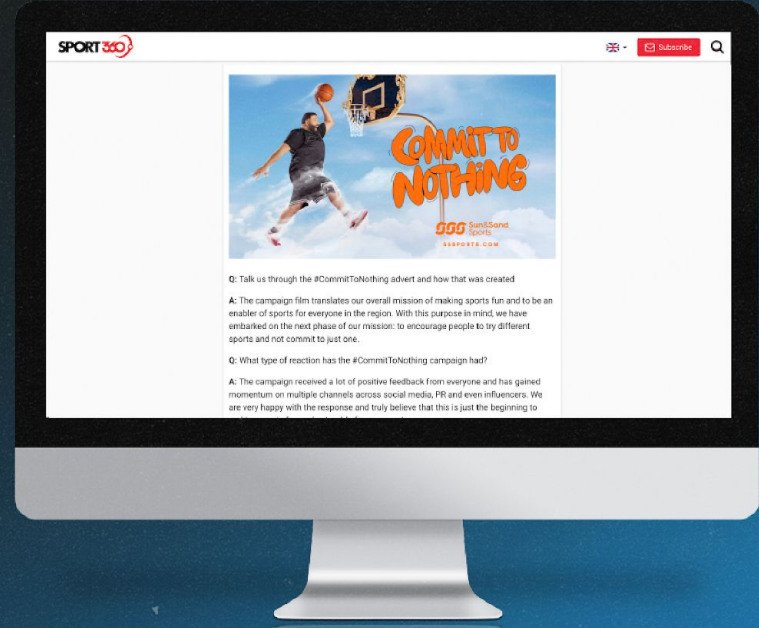 SPORT360
Subscribe
COMMIT TO
NOTHING
SSS Sun&Sand
Sports
SSSPORTS.COM
Q: Talk us through the #CommitToNothing advert and how that was created
A: The campaign film translates our overall mission of making sports fun and to be an
enabler of sports for everyone in the region. With this purpose in mind, we have
embarked on the next phase of our mission: to encourage people to try different
sports and not commit to just one.
Q: What type of reaction has the #CommitToNothing campaign had?
A: The campaign received a lot of positive feedback from everyone and has gained
momentum on multiple channels across social media, PR and even influencers. We
are very happy with the response and truly believe that this is just the beginning to